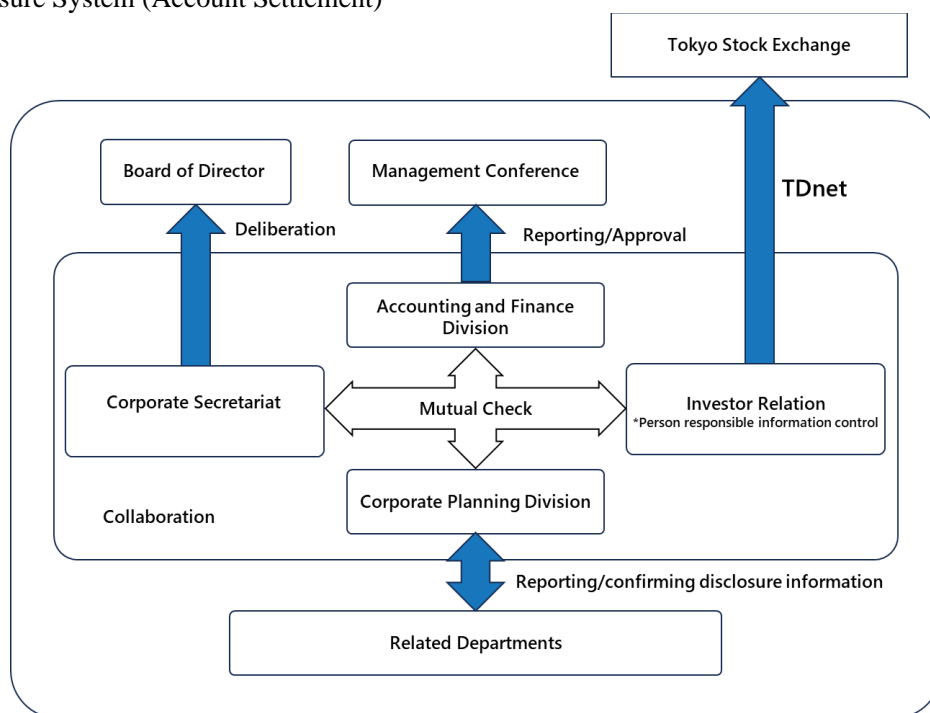 System (Account Settlement)
Tokyo Stock Exchange
Board of Director
Management Conference
TDnet
Deliberation
Reporting/Approval
Accounting and Finance
Division
Corporate Secretariat
Mutual Check
Investor Relation
*Person responsible information control
Corporate Planning Division
Collaboration
Reporting/confirming disclosure information
Related Departments